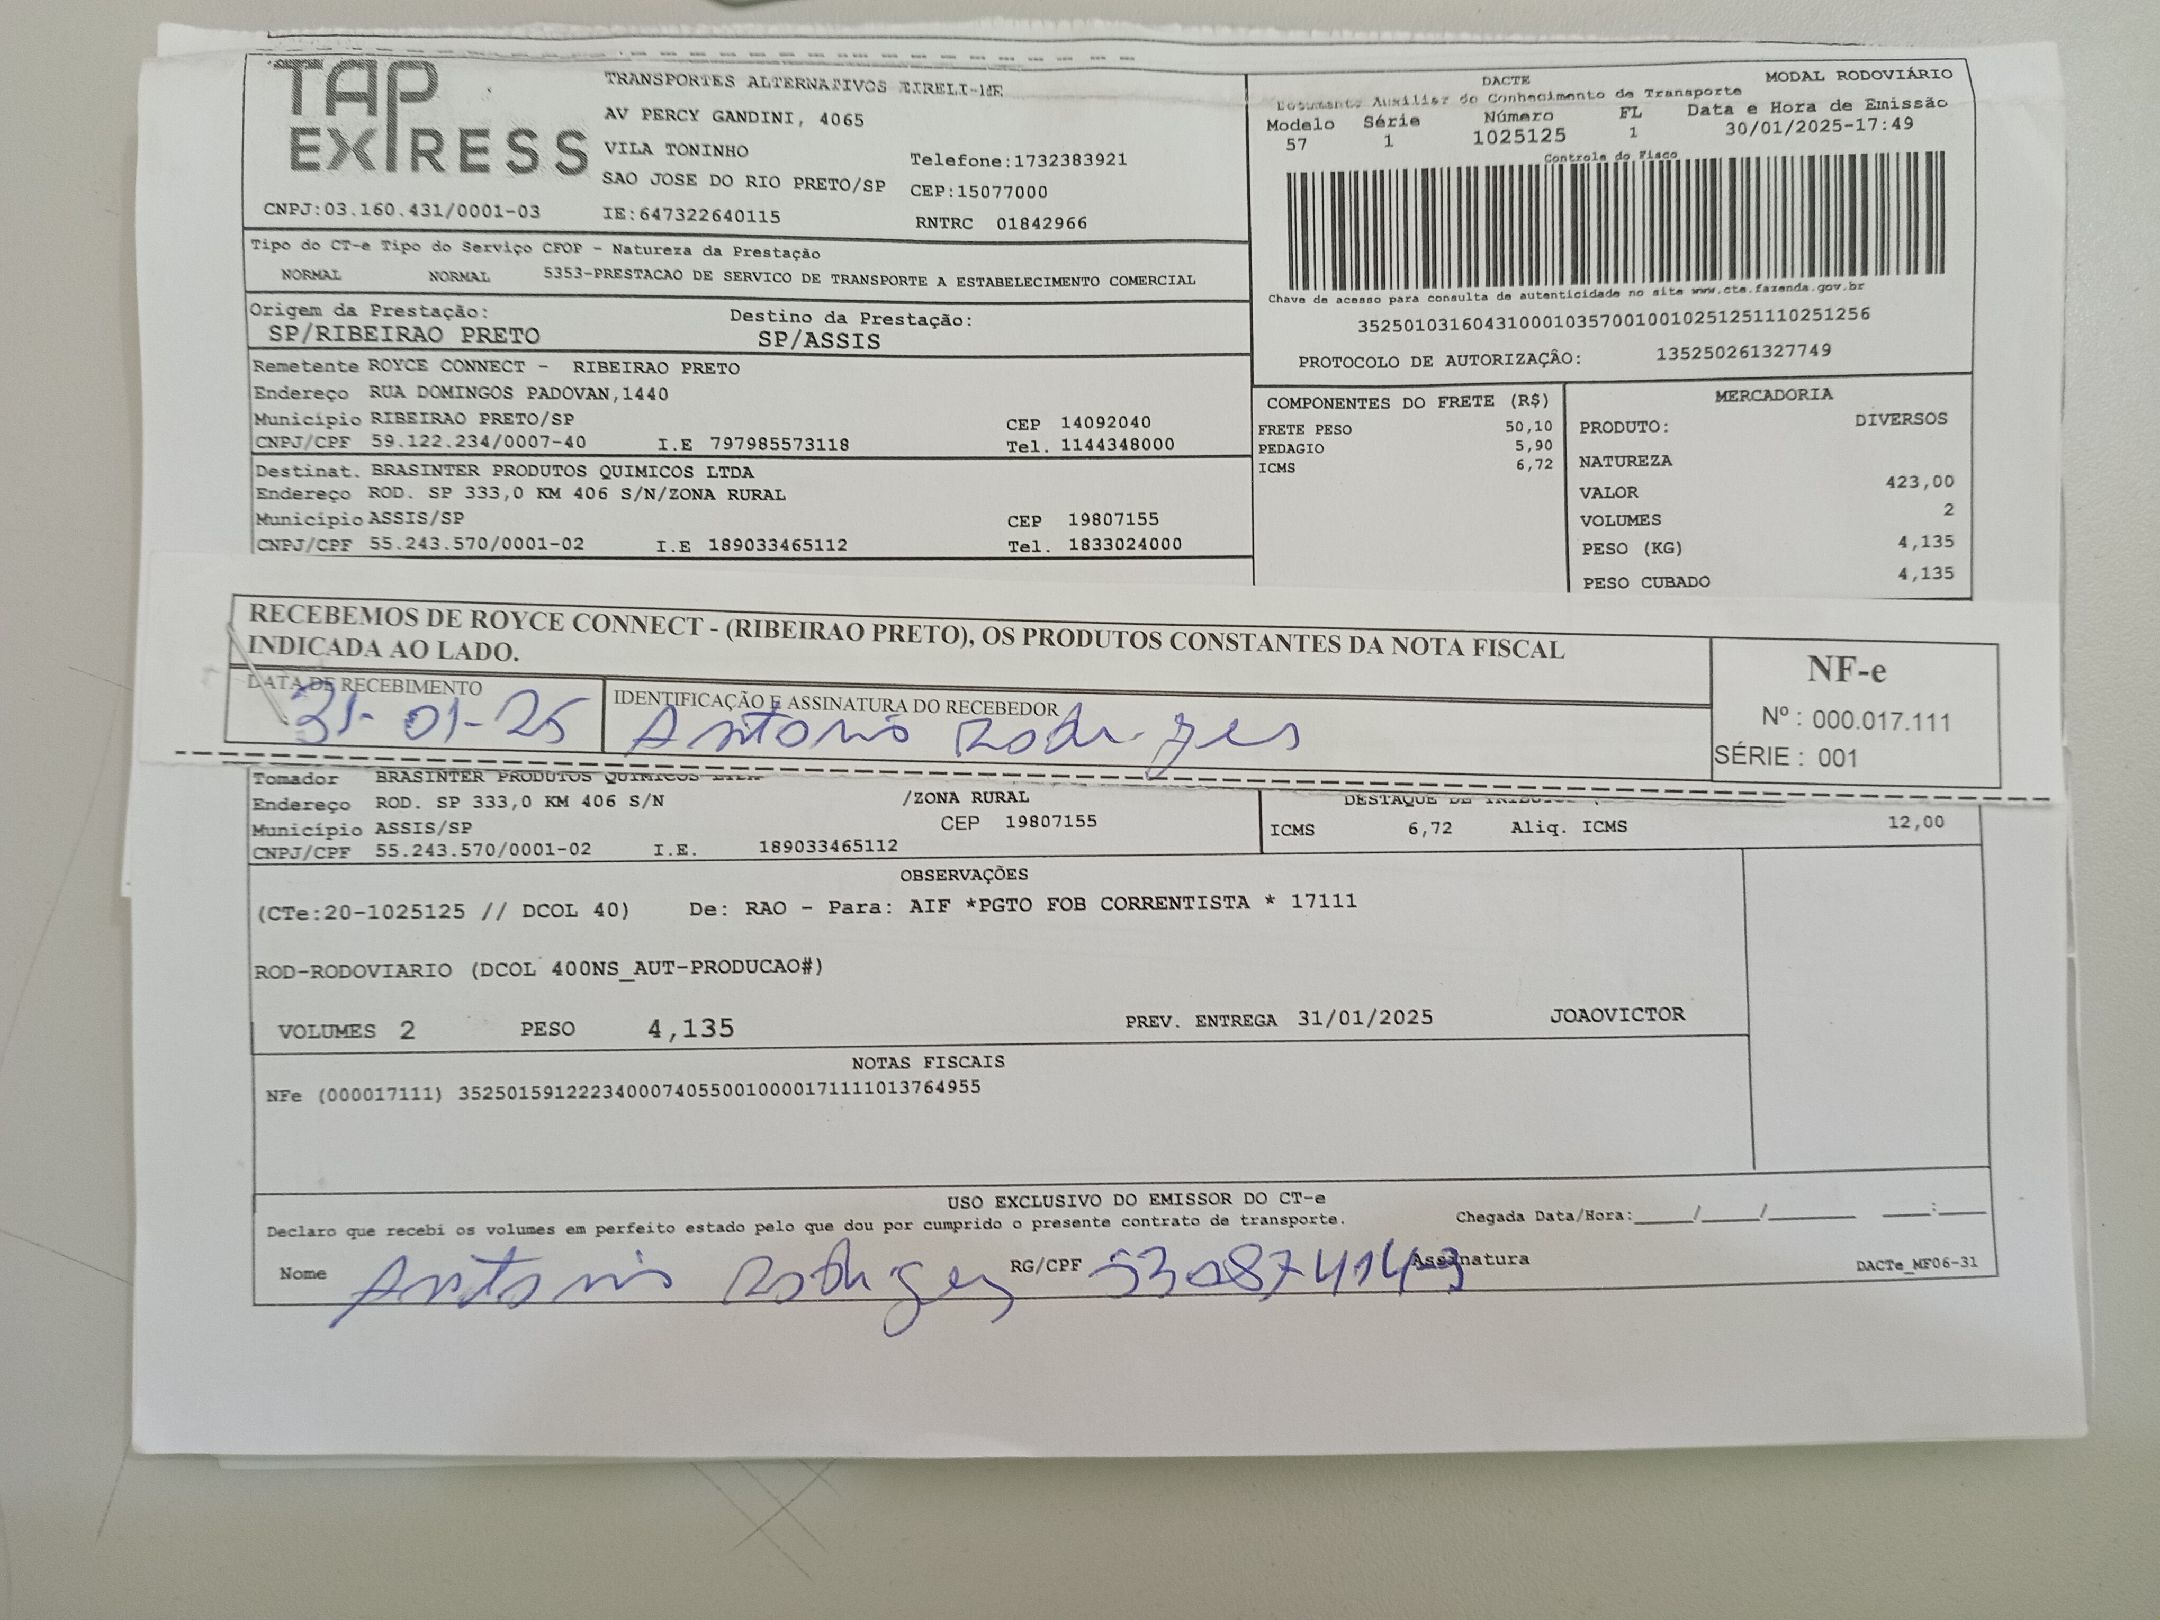 TAP EXPRESS
TRANSPORTES ALTERNATIVOS EIRELI-ME
AV PERCY GANDINI, 4065
VILA TONINHO
Telefone:1732383921
SAO JOSE DO RIO PRETO/SP CEP:15077000
CNPJ:03.160.431/0001-03 IE:647322640115 RNTRC 01842966
DACTE MODAL RODOVIÁRIO
Documento Auxiliar do Conhecimento de Transporte
Modelo Série Número FL Data e Hora de Emissão
57 1 1025125 1 30/01/2025-17:49
Controle do Fisco
Chave de acesso para consulta de autenticidade no site www.cte.fazenda.gov.br
35250103160431000103570010010251251110251256
PROTOCOLO DE AUTORIZAÇÃO: 135250261327749
Tipo do CT-e Tipo do Serviço CFOP - Natureza da Prestação
NORMAL NORMAL 5353-PRESTACAO DE SERVICO DE TRANSPORTE A ESTABELECIMENTO COMERCIAL
Origem da Prestação: Destino da Prestação:
SP/RIBEIRAO PRETO SP/ASSIS
Remetente ROYCE CONNECT - RIBEIRAO PRETO
Endereço RUA DOMINGOS PADOVAN,1440
Município RIBEIRAO PRETO/SP CEP 14092040
CNPJ/CPF 59.122.234/0007-40 I.E 797985573118 Tel. 1144348000
Destinat. BRASINTER PRODUTOS QUIMICOS LTDA
Endereço ROD. SP 333,0 KM 406 S/N/ZONA RURAL
Município ASSIS/SP CEP 19807155
CNPJ/CPF 55.243.570/0001-02 I.E 189033465112 Tel. 1833024000
COMPONENTES DO FRETE (R$)
FRETE PESO 50,10
PEDAGIO 5,90
ICMS 6,72
MERCADORIA
PRODUTO: DIVERSOS
NATUREZA
VALOR 423,00
VOLUMES 2
PESO (KG) 4,135
PESO CUBADO 4,135
RECEBEMOS DE ROYCE CONNECT - (RIBEIRAO PRETO), OS PRODUTOS CONSTANTES DA NOTA FISCAL
INDICADA AO LADO.
DATA DE RECEBIMENTO IDENTIFICAÇÃO E ASSINATURA DO RECEBEDOR
31-01-25 Antonio Rodriges
NF-e
Nº : 000.017.111
SÉRIE : 001
Tomador BRASINTER PRODUTOS QUIMICOS LTDA
Endereço ROD. SP 333,0 KM 406 S/N /ZONA RURAL
Município ASSIS/SP CEP 19807155
CNPJ/CPF 55.243.570/0001-02 I.E. 189033465112
DESTAQUE DE
ICMS 6,72 Aliq. ICMS 12,00
OBSERVAÇÕES
(CTe:20-1025125 // DCOL 40) De: RAO - Para: AIF *PGTO FOB CORRENTISTA * 17111
ROD-RODOVIARIO (DCOL 400NS_AUT-PRODUCAO#)
VOLUMES 2 PESO 4,135 PREV. ENTREGA 31/01/2025 JOAOVICTOR
NOTAS FISCAIS
NFe (000017111) 35250159122234000740550010000171111013764955
USO EXCLUSIVO DO EMISSOR DO CT-e
Declaro que recebi os volumes em perfeito estado pelo que dou por cumprido o presente contrato de transporte. Chegada Data/Hora:____/____/______ ___:___
Nome Antonio Rodriges RG/CPF Assinatura
DACTe_MF06-31